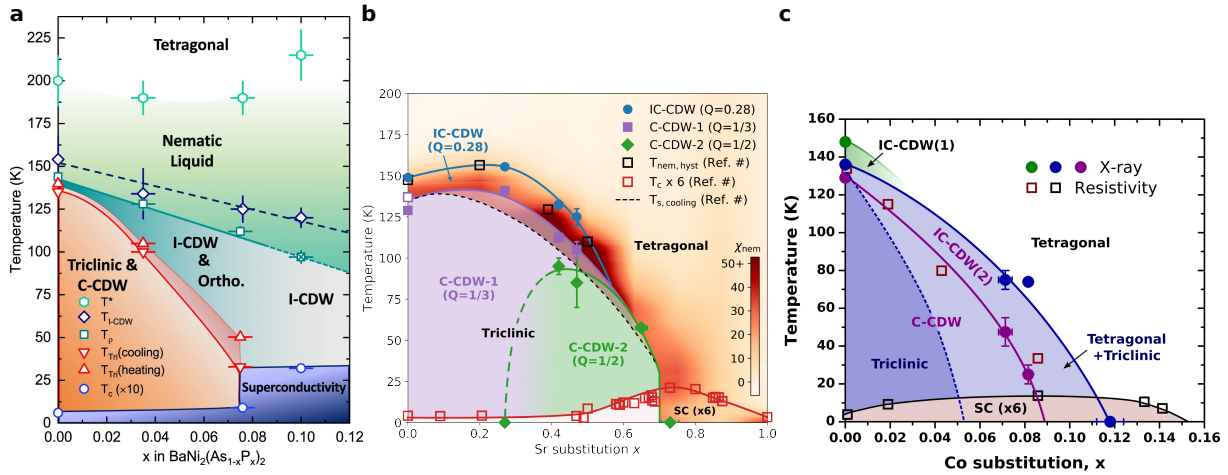 a
Temperature (K)
225
200
175
150
125
100
75
50
25
0
0.00
0.02
0.04
0.06
0.08
0.10
0.12
x in BaNi2(As1-xPx)2
Tetragonal
Nematic
Liquid
I-CDW
&
Ortho.
I-CDW
Triclinic &
C-CDW
T*
TI-CDW
Tρ
TTri(cooling)
TTri(heating)
Tc (×10)
Superconductivity
b
Temperature (K)
200
175
150
125
100
75
50
25
0
0.0
0.2
0.4
0.6
0.8
1.0
Sr substitution x
IC-CDW
(Q=0.28)
IC-CDW (Q=0.28)
C-CDW-1 (Q=1/3)
C-CDW-2 (Q=1/2)
Tnem,hyst (Ref. #)
Tc x 6 (Ref. #)
Ts,cooling (Ref. #)
Tetragonal
χnem
50+
40
30
20
10
0
C-CDW-1
(Q=1/3)
Triclinic
C-CDW-2
(Q=1/2)
SC (x6)
c
Temperature (K)
160
140
120
100
80
60
40
20
0
0.00
0.02
0.04
0.06
0.08
0.10
0.12
0.14
0.16
Co substitution, x
IC-CDW(1)
X-ray
Resistivity
IC-CDW(2)
Tetragonal
C-CDW
Triclinic
Tetragonal
+Triclinic
SC (x6)